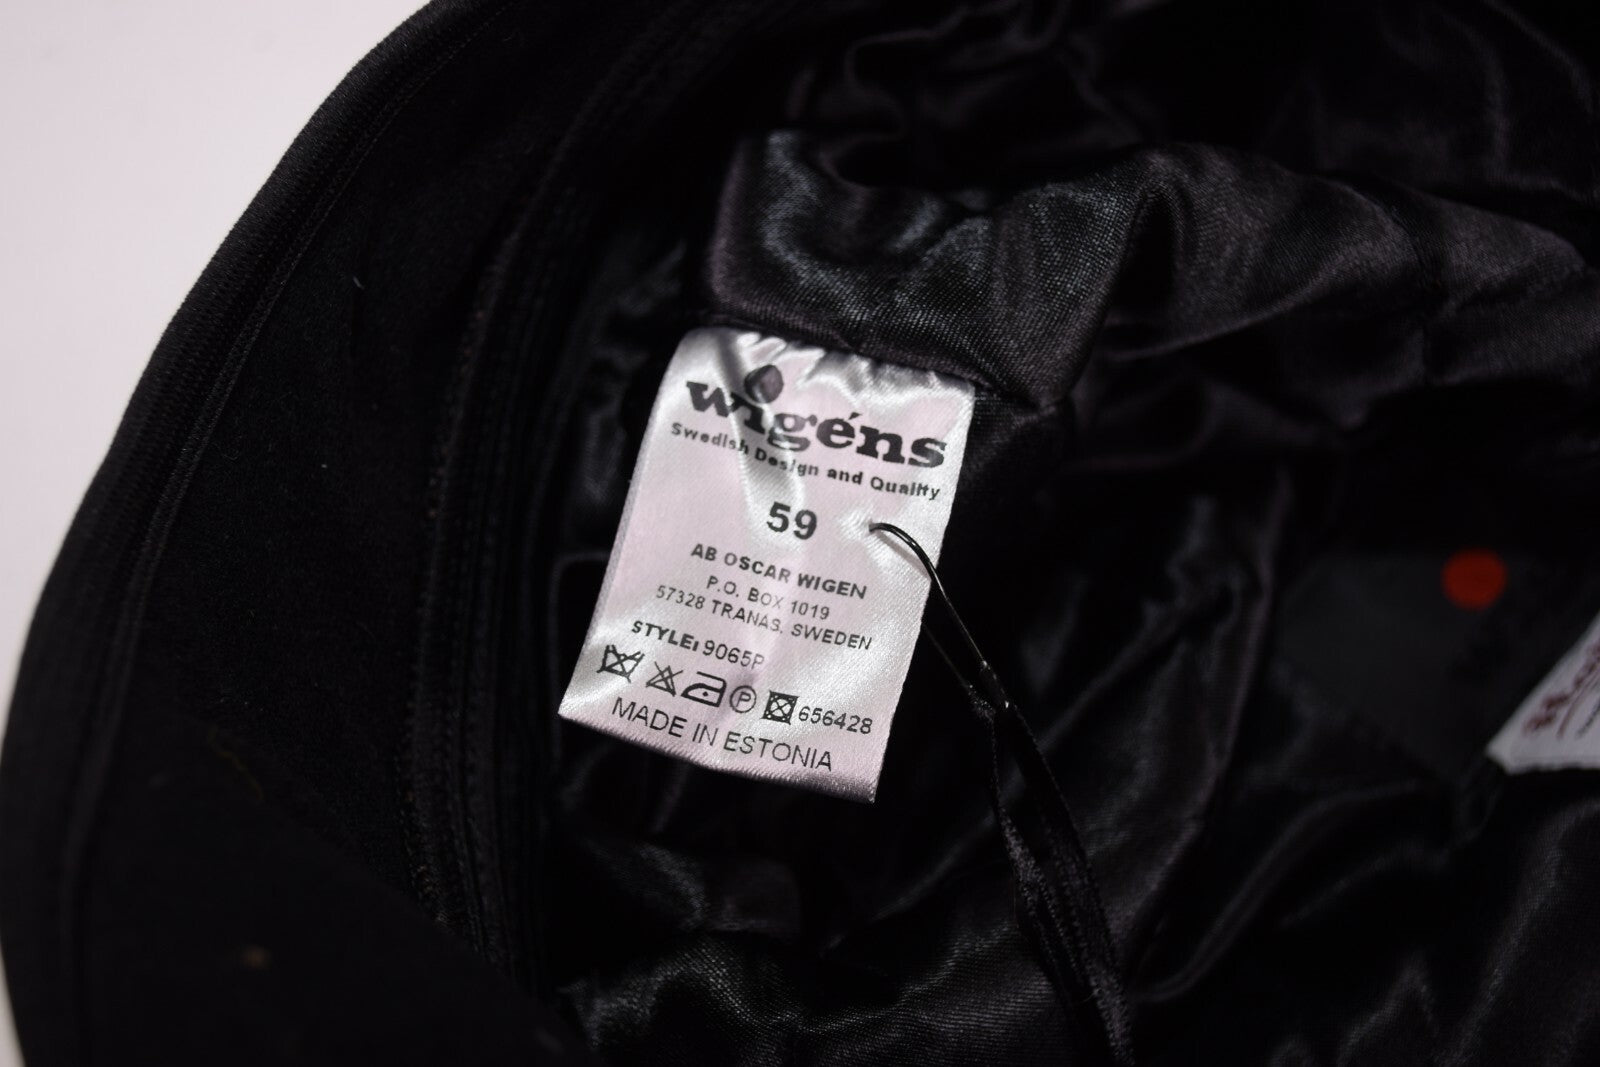 wigéns
Swedish Design and Quality
59
AB OSCAR WIGEN
P.O. BOX 1019
57328 TRANAS. SWEDEN
STYLE: 9065P
P 656428
MADE IN ESTONIA